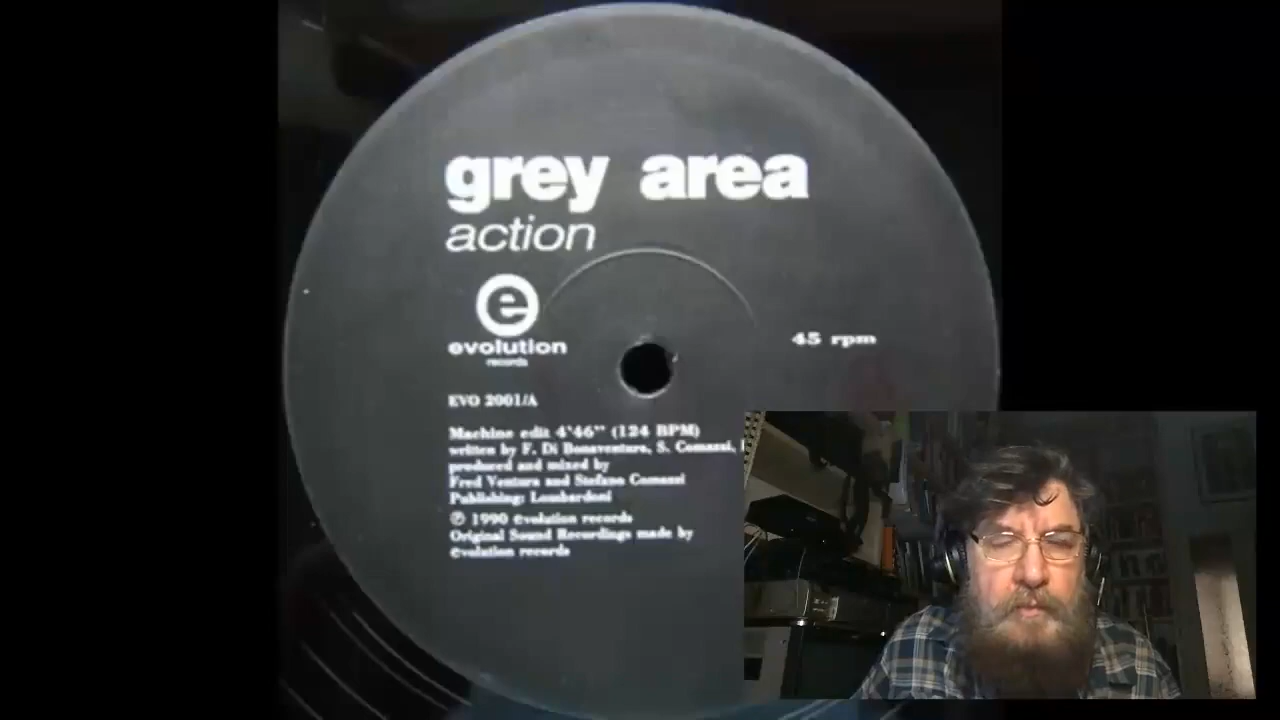 grey area
action
e
evolution
records
45 rpm
EVO 2001/A
Machine edit 4'46" (124 BPM)
written by F. Di Bonaventura, S. Comazzi,
produced and mixed by
Fred Ventura and Stefano Comazzi
Publishing: Lombardoni
℗ 1990 evolution records
Original Sound Recordings made by
evolution records